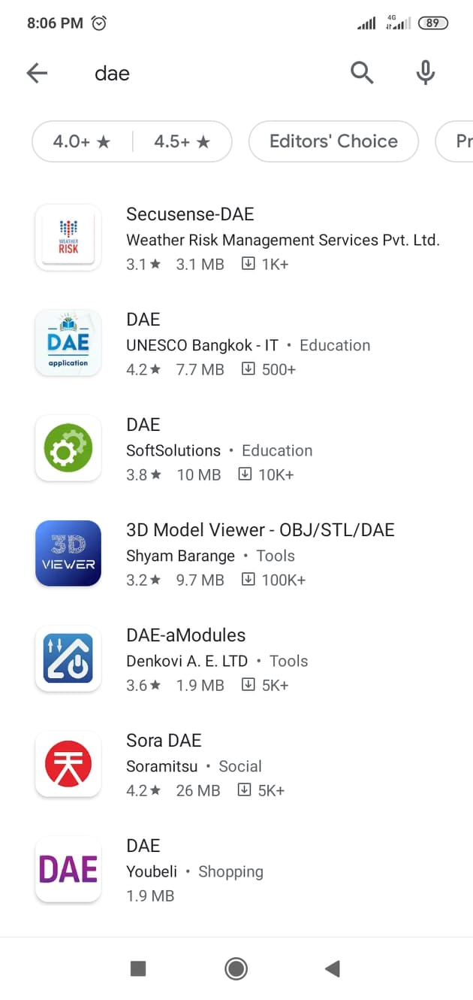 8:06 PM 4G 89
dae
4.0+ ★ 4.5+ ★ Editors' Choice Pr
WEATHER
RISK
Secusense-DAE
Weather Risk Management Services Pvt. Ltd.
3.1★ 3.1 MB 1K+
DAE
application
DAE
UNESCO Bangkok - IT • Education
4.2★ 7.7 MB 500+
DAE
SoftSolutions • Education
3.8★ 10 MB 10K+
3D
VIEWER
3D Model Viewer - OBJ/STL/DAE
Shyam Barange • Tools
3.2★ 9.7 MB 100K+
DAE-aModules
Denkovi A. E. LTD • Tools
3.6★ 1.9 MB 5K+
天
Sora DAE
Soramitsu • Social
4.2★ 26 MB 5K+
DAE
DAE
Youbeli • Shopping
1.9 MB